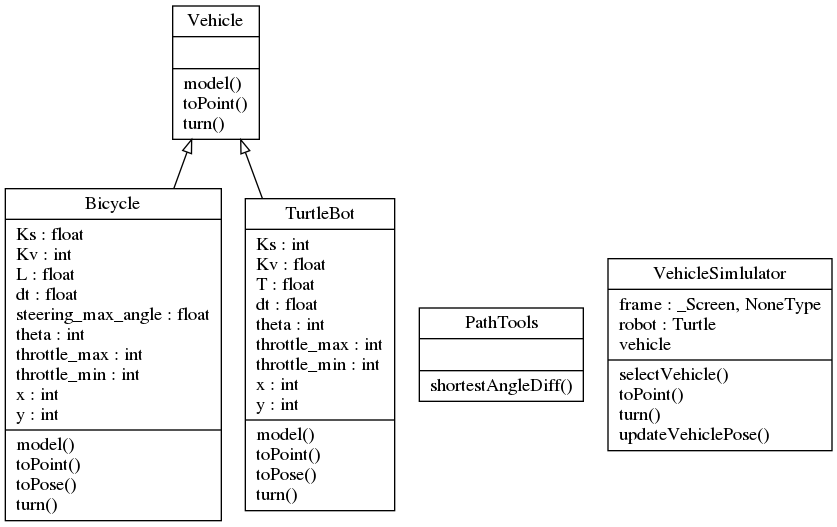 Vehicle
model()
toPoint()
turn()
Bicycle
Ks : float
Kv : int
L : float
dt : float
steering_max_angle : float
theta : int
throttle_max : int
throttle_min : int
x : int
y : int
model()
toPoint()
toPose()
turn()
TurtleBot
Ks : int
Kv : float
T : float
dt : float
theta : int
throttle_max : int
throttle_min : int
x : int
y : int
model()
toPoint()
toPose()
turn()
PathTools
shortestAngleDiff()
VehicleSimlulator
frame : _Screen, NoneType
robot : Turtle
vehicle
selectVehicle()
toPoint()
turn()
updateVehiclePose()